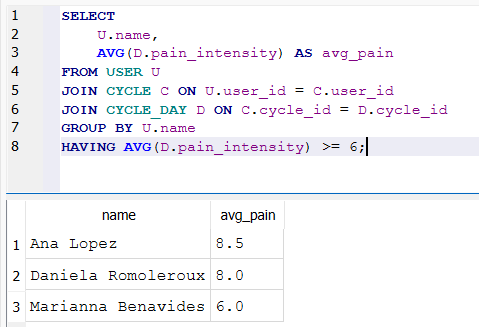 1 SELECT
2 U.name,
3 AVG(D.pain_intensity) AS avg_pain
4 FROM USER U
5 JOIN CYCLE C ON U.user_id = C.user_id
6 JOIN CYCLE_DAY D ON C.cycle_id = D.cycle_id
7 GROUP BY U.name
8 HAVING AVG(D.pain_intensity) >= 6;
name avg_pain
1 Ana Lopez 8.5
2 Daniela Romoleroux 8.0
3 Marianna Benavides 6.0